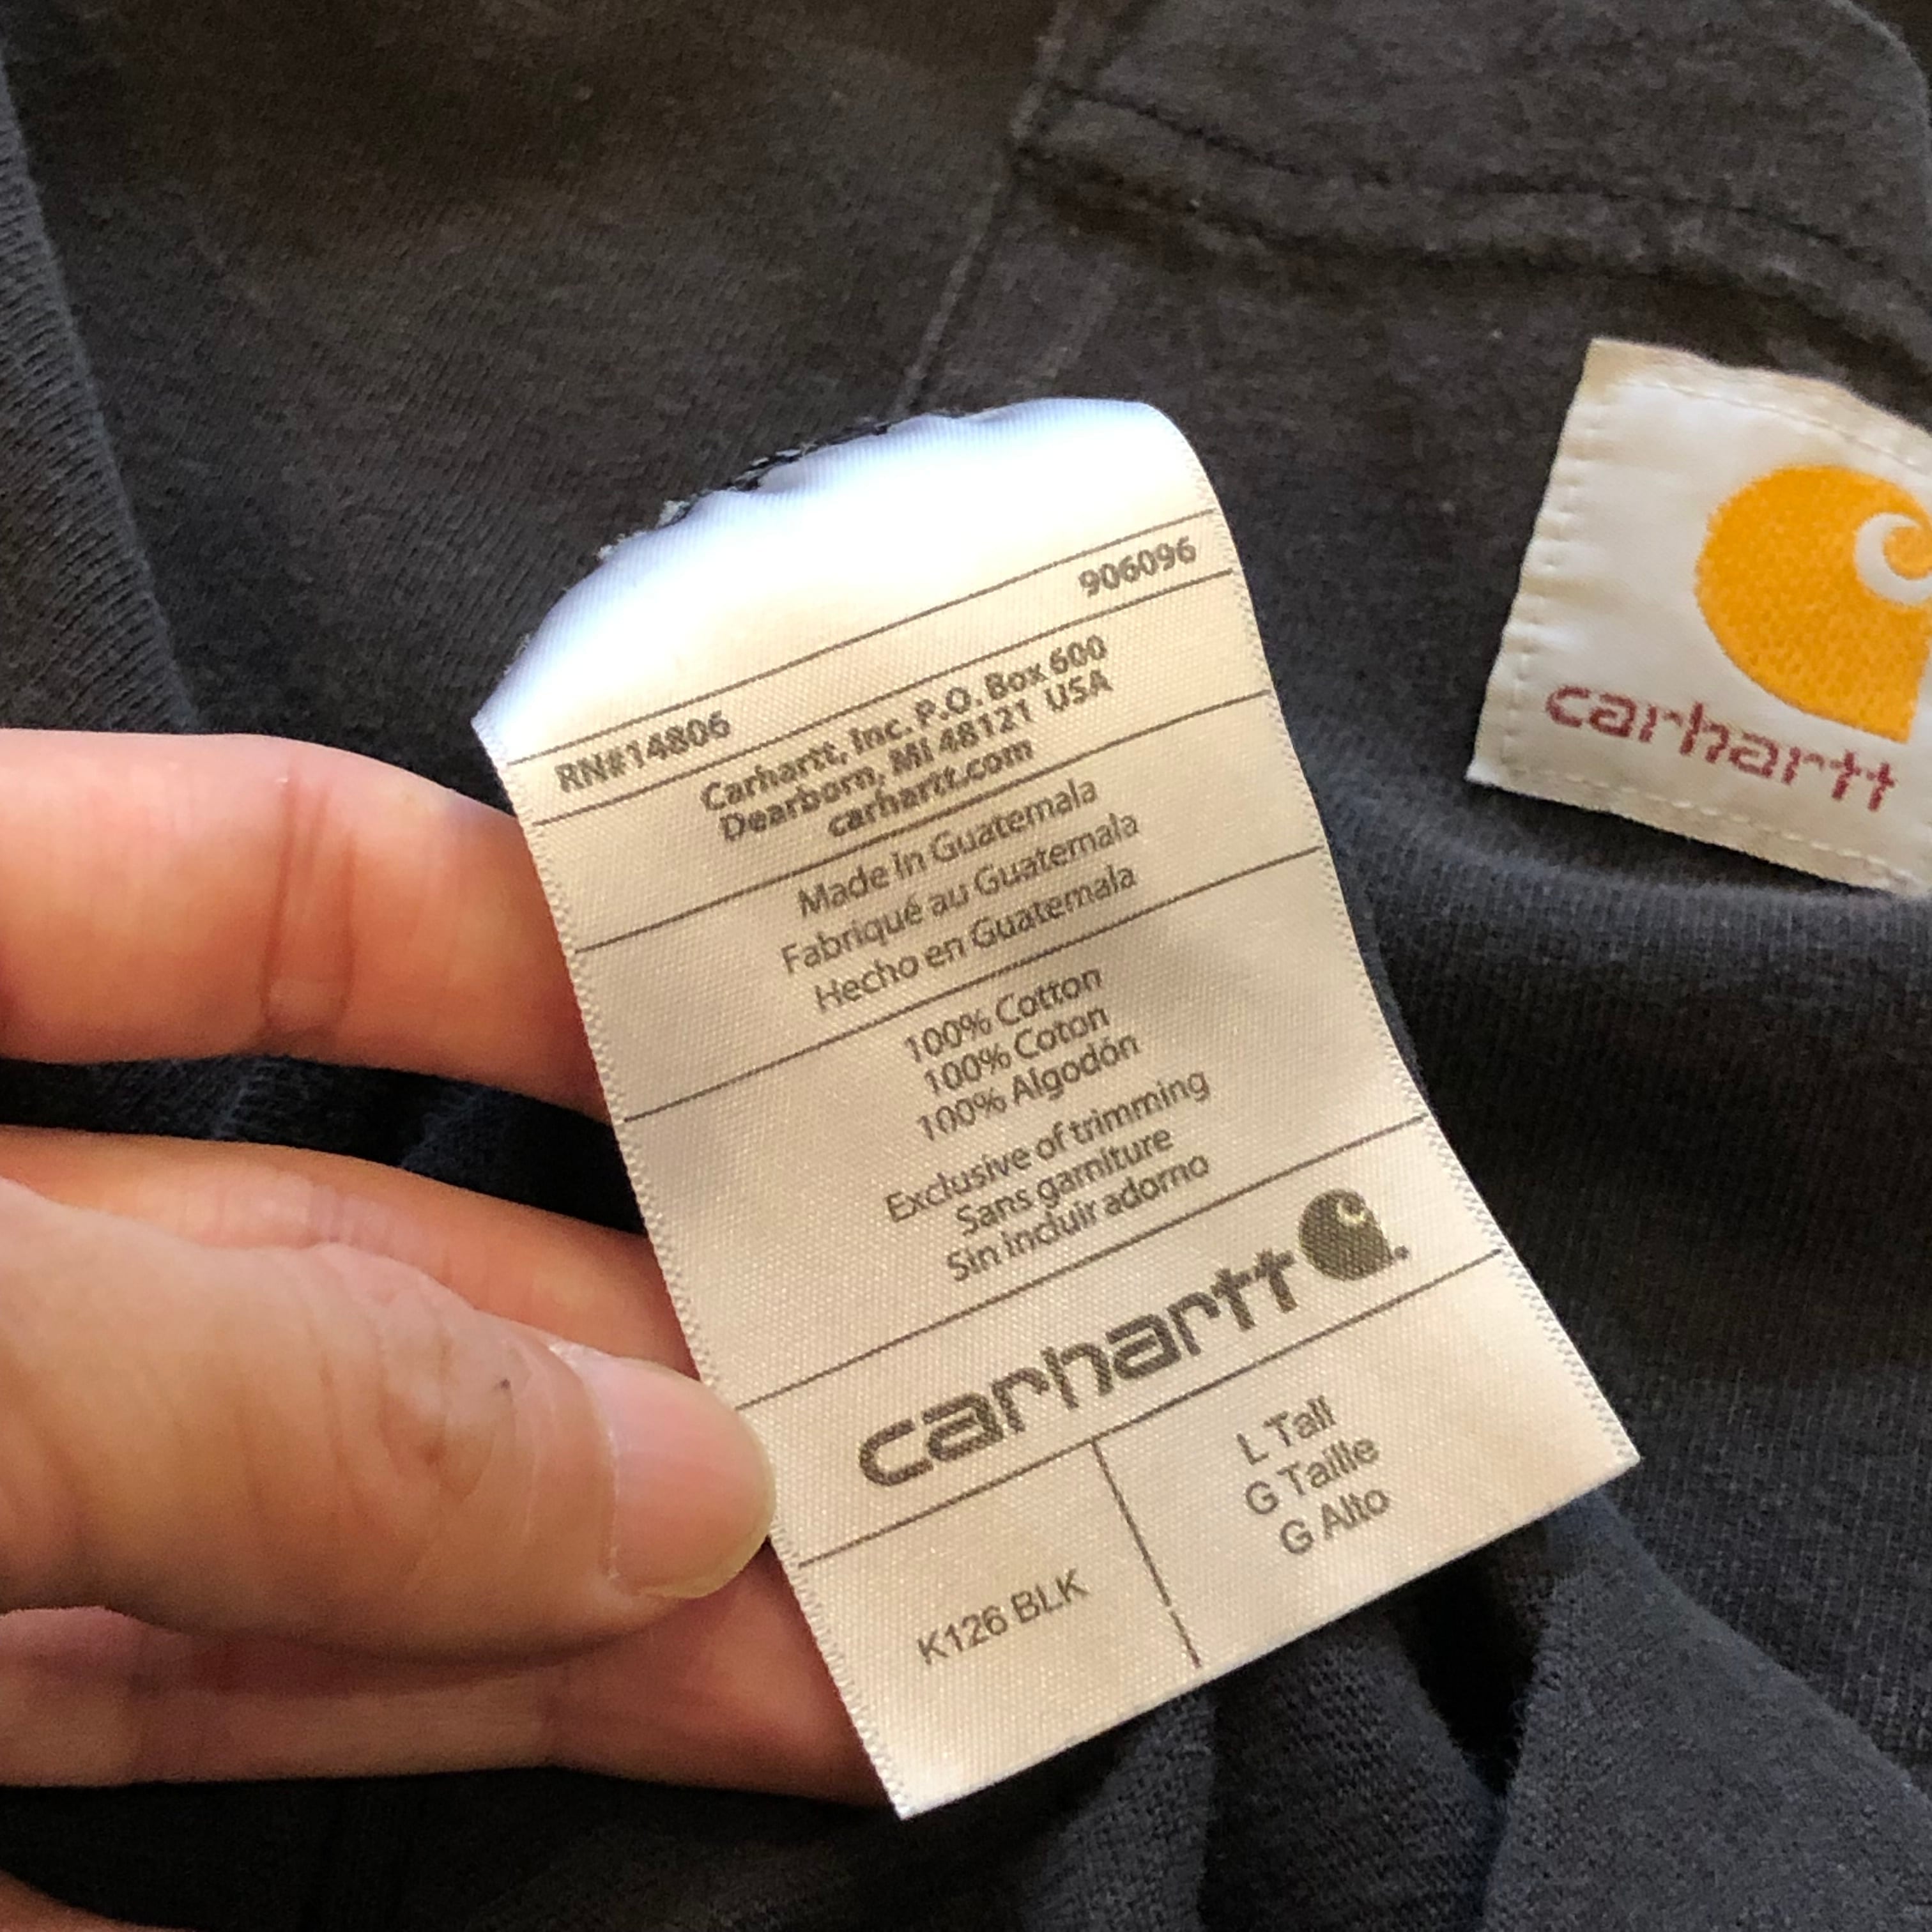 RN#14806 906096
Carhartt, Inc. P.O. Box 600
Dearborn, MI 48121 USA
carhartt.com
Made in Guatemala
Fabriqué au Guatemala
Hecho en Guatemala
100% Cotton
100% Coton
100% Algodón
Exclusive of trimming
Sans garniture
Sin incluir adorno
carhartt
K126 BLK
L Tall
G Taille
G Alto
carhartt